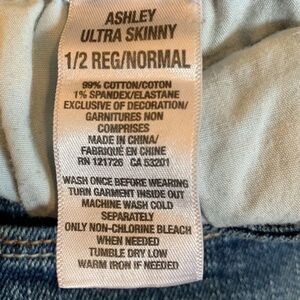 ASHLEY
ULTRA SKINNY
1/2 REG/NORMAL
99% COTTON/COTON
1% SPANDEX/ELASTANE
EXCLUSIVE OF DECORATION/
GARNITURES NON
COMPRISES
MADE IN CHINA/
FABRIQUÉ EN CHINE
RN 121726 CA 53201
WASH ONCE BEFORE WEARING
TURN GARMENT INSIDE OUT
MACHINE WASH COLD
SEPARATELY
ONLY NON-CHLORINE BLEACH
WHEN NEEDED
TUMBLE DRY LOW
WARM IRON IF NEEDED